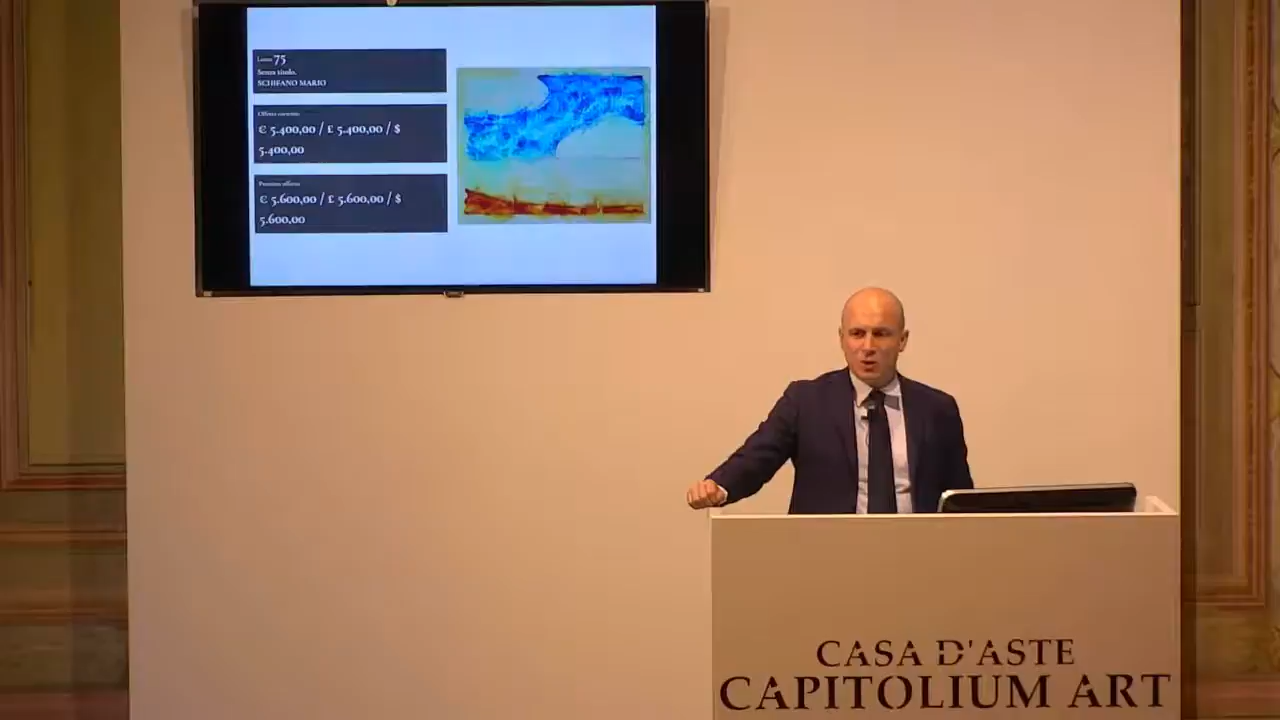 Lotto 75
Senza titolo,
SCHIFANO MARIO
Offerta corrente
€ 5.400,00 / £ 5.400,00 / $
5.400,00
Prossima offerta
€ 5.600,00 / £ 5.600,00 / $
5.600,00
CASA D'ASTE
CAPITOLIUM ART